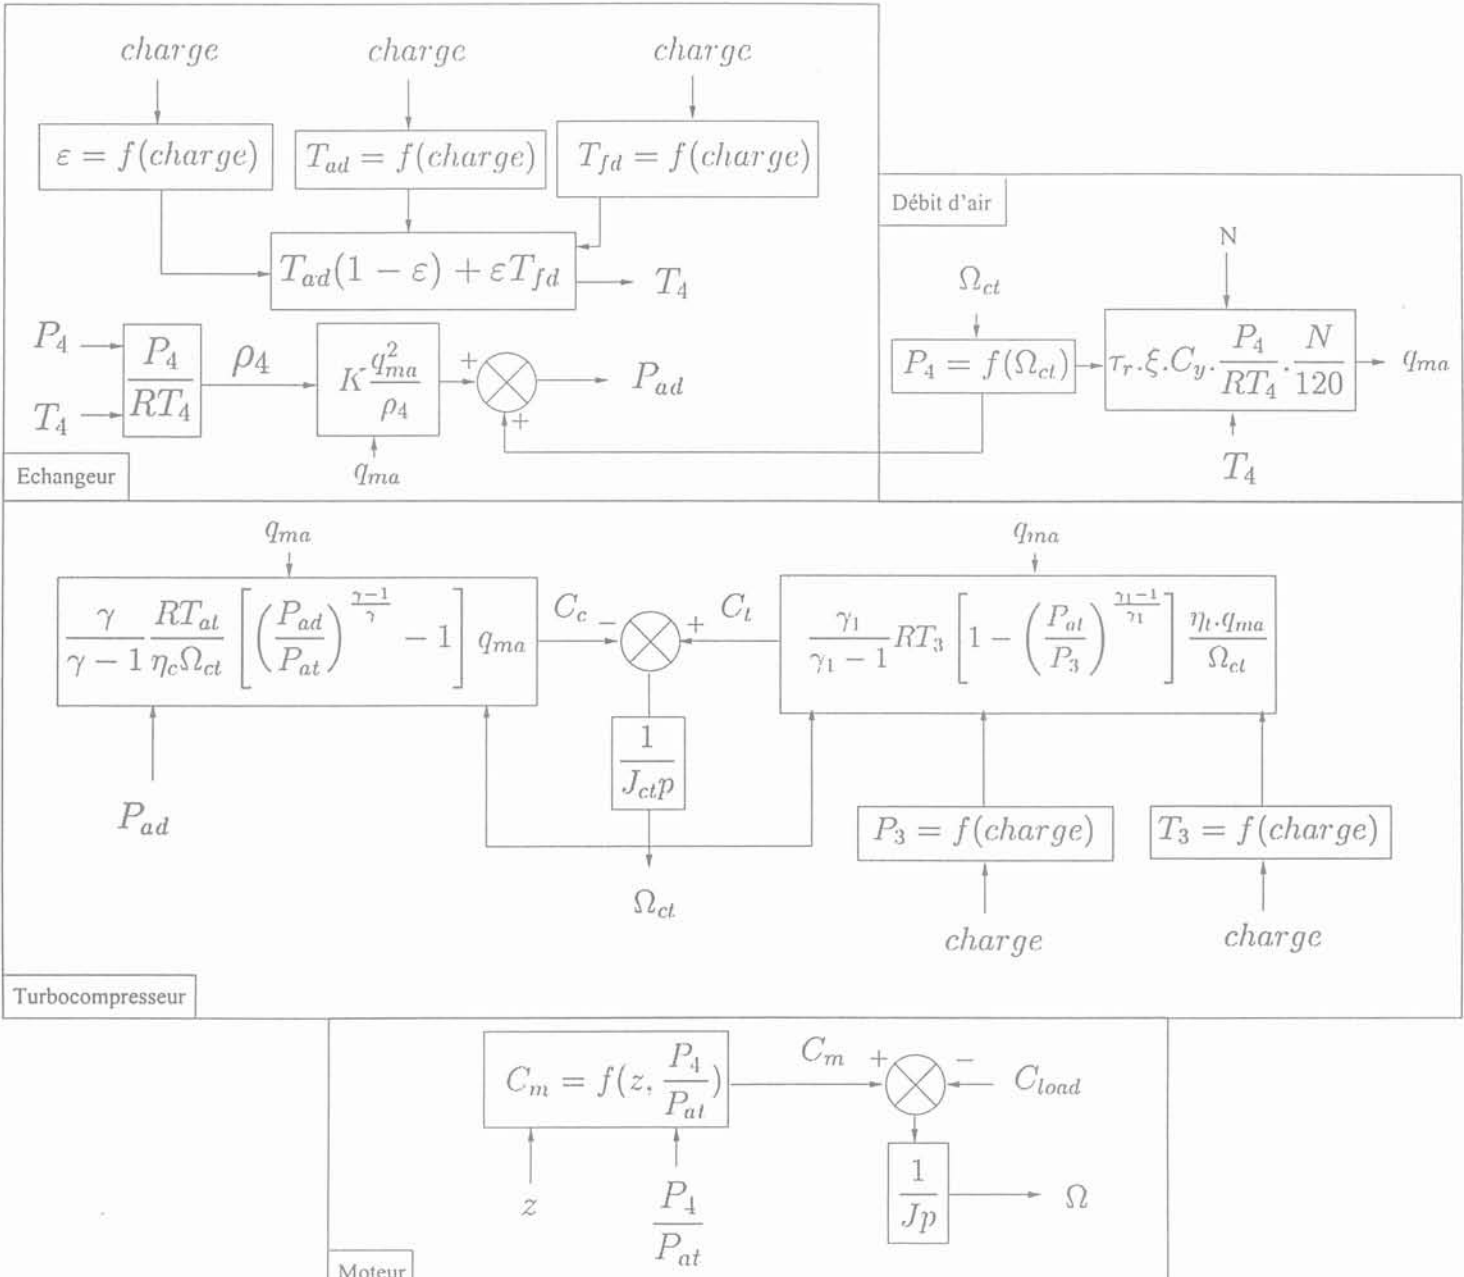 charge charge charge
ε = f(charge) T_ad = f(charge) T_fd = f(charge)
T_ad(1 − ε) + εT_fd T_4
P_4 P_4/RT_4 ρ_4 K q_ma^2/ρ_4 + P_ad
T_4 +
q_ma
Echangeur
Débit d'air
N
Ω_ct
P_4 = f(Ω_ct) τ_r.ξ.C_y.P_4/RT_4.N/120 q_ma
T_4
q_ma q_ma
γ/(γ − 1) RT_at/(η_c Ω_ct) [(P_ad/P_at)^((γ−1)/γ) − 1] q_ma C_c − + C_t γ_1/(γ_1 − 1) RT_3 [1 − (P_at/P_3)^((γ_1−1)/γ_1)] η_t.q_ma/Ω_ct
1/(J_ct p)
P_ad P_3 = f(charge) T_3 = f(charge)
Ω_ct
charge charge
Turbocompresseur
C_m = f(z, P_4/P_at) C_m + − C_load
1/(Jp) Ω
z P_4/P_at
Moteur